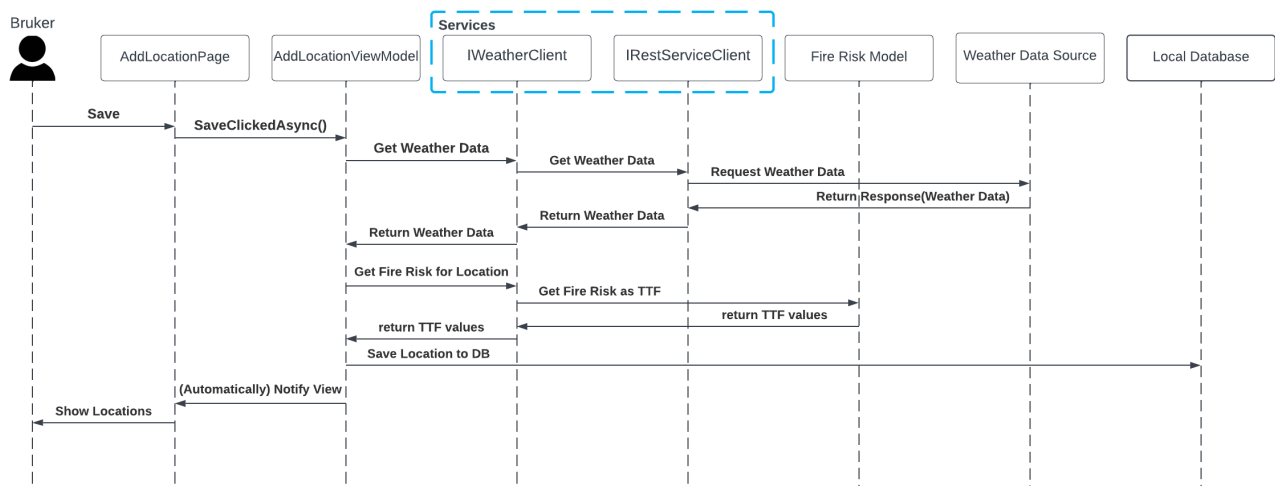 Bruker
Services
AddLocationPage
AddLocationViewModel
IWeatherClient
IRestServiceClient
Fire Risk Model
Weather Data Source
Local Database
Save
SaveClickedAsync()
Get Weather Data
Get Weather Data
Request Weather Data
Return Response(Weather Data)
Return Weather Data
Return Weather Data
Get Fire Risk for Location
Get Fire Risk as TTF
return TTF values
return TTF values
Save Location to DB
(Automatically) Notify View
Show Locations